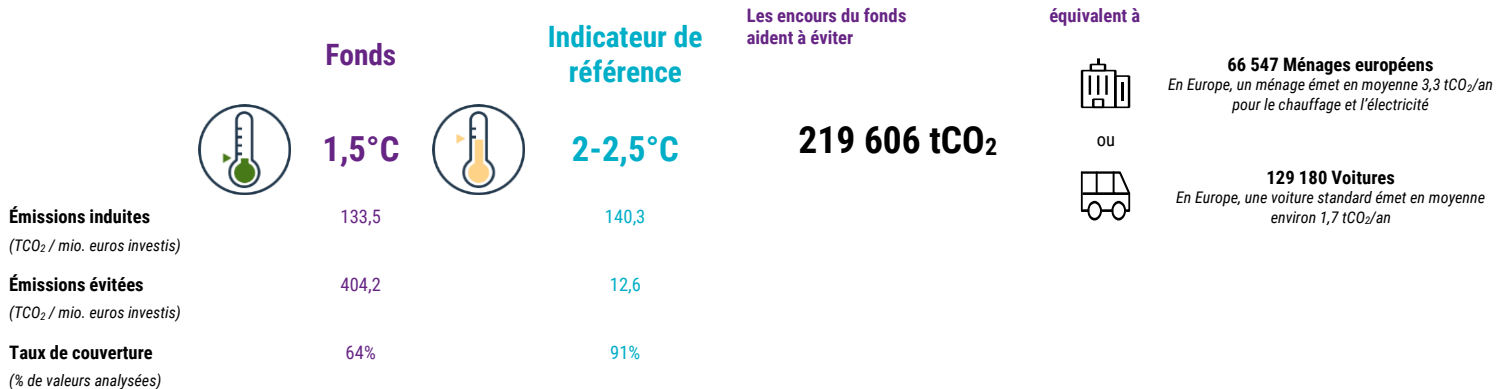 Fonds
Indicateur de
référence
1,5°C
2-2,5°C
Émissions induites
133,5
140,3
(TCO₂ / mio. euros investis)
Émissions évitées
404,2
12,6
(TCO₂ / mio. euros investis)
Taux de couverture
64%
91%
(% de valeurs analysées)
Les encours du fonds
aident à éviter
219 606 tCO₂
équivalent à
66 547 Ménages européens
En Europe, un ménage émet en moyenne 3,3 tCO₂/an
pour le chauffage et l'électricité
ou
129 180 Voitures
En Europe, une voiture standard émet en moyenne
environ 1,7 tCO₂/an